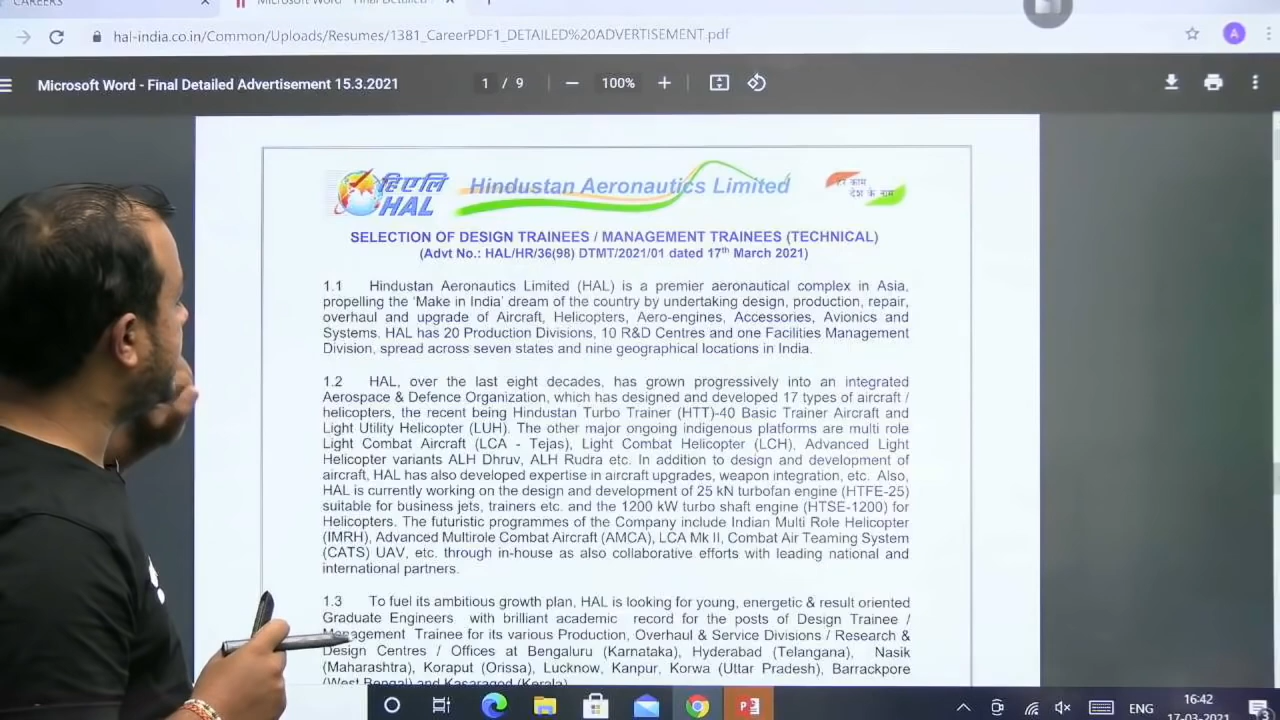 CAREERS
Microsoft Word - Final Detailed
hal-india.co.in/Common/Uploads/Resumes/1381_CareerPDF1_DETAILED%20ADVERTISEMENT.pdf
A
Microsoft Word - Final Detailed Advertisement 15.3.2021
1 / 9
100%
हिएलि
HAL
Hindustan Aeronautics Limited
हर काम
देश के नाम
SELECTION OF DESIGN TRAINEES / MANAGEMENT TRAINEES (TECHNICAL)
(Advt No.: HAL/HR/36(98) DTMT/2021/01 dated 17th March 2021)
1.1 Hindustan Aeronautics Limited (HAL) is a premier aeronautical complex in Asia,
propelling the 'Make in India' dream of the country by undertaking design, production, repair,
overhaul and upgrade of Aircraft, Helicopters, Aero-engines, Accessories, Avionics and
Systems. HAL has 20 Production Divisions, 10 R&D Centres and one Facilities Management
Division, spread across seven states and nine geographical locations in India.
1.2 HAL, over the last eight decades, has grown progressively into an integrated
Aerospace & Defence Organization, which has designed and developed 17 types of aircraft /
helicopters, the recent being Hindustan Turbo Trainer (HTT)-40 Basic Trainer Aircraft and
Light Utility Helicopter (LUH). The other major ongoing indigenous platforms are multi role
Light Combat Aircraft (LCA - Tejas), Light Combat Helicopter (LCH), Advanced Light
Helicopter variants ALH Dhruv, ALH Rudra etc. In addition to design and development of
aircraft, HAL has also developed expertise in aircraft upgrades, weapon integration, etc. Also,
HAL is currently working on the design and development of 25 kN turbofan engine (HTFE-25)
suitable for business jets, trainers etc. and the 1200 kW turbo shaft engine (HTSE-1200) for
Helicopters. The futuristic programmes of the Company include Indian Multi Role Helicopter
(IMRH), Advanced Multirole Combat Aircraft (AMCA), LCA Mk II, Combat Air Teaming System
(CATS) UAV, etc. through in-house as also collaborative efforts with leading national and
international partners.
1.3 To fuel its ambitious growth plan, HAL is looking for young, energetic & result oriented
Graduate Engineers with brilliant academic record for the posts of Design Trainee /
Management Trainee for its various Production, Overhaul & Service Divisions / Research &
Design Centres / Offices at Bengaluru (Karnataka), Hyderabad (Telangana), Nasik
(Maharashtra), Koraput (Orissa), Lucknow, Kanpur, Korwa (Uttar Pradesh), Barrackpore
(West Bengal) and Kasaragod (Kerala)
ENG
16:42
17-03-2021